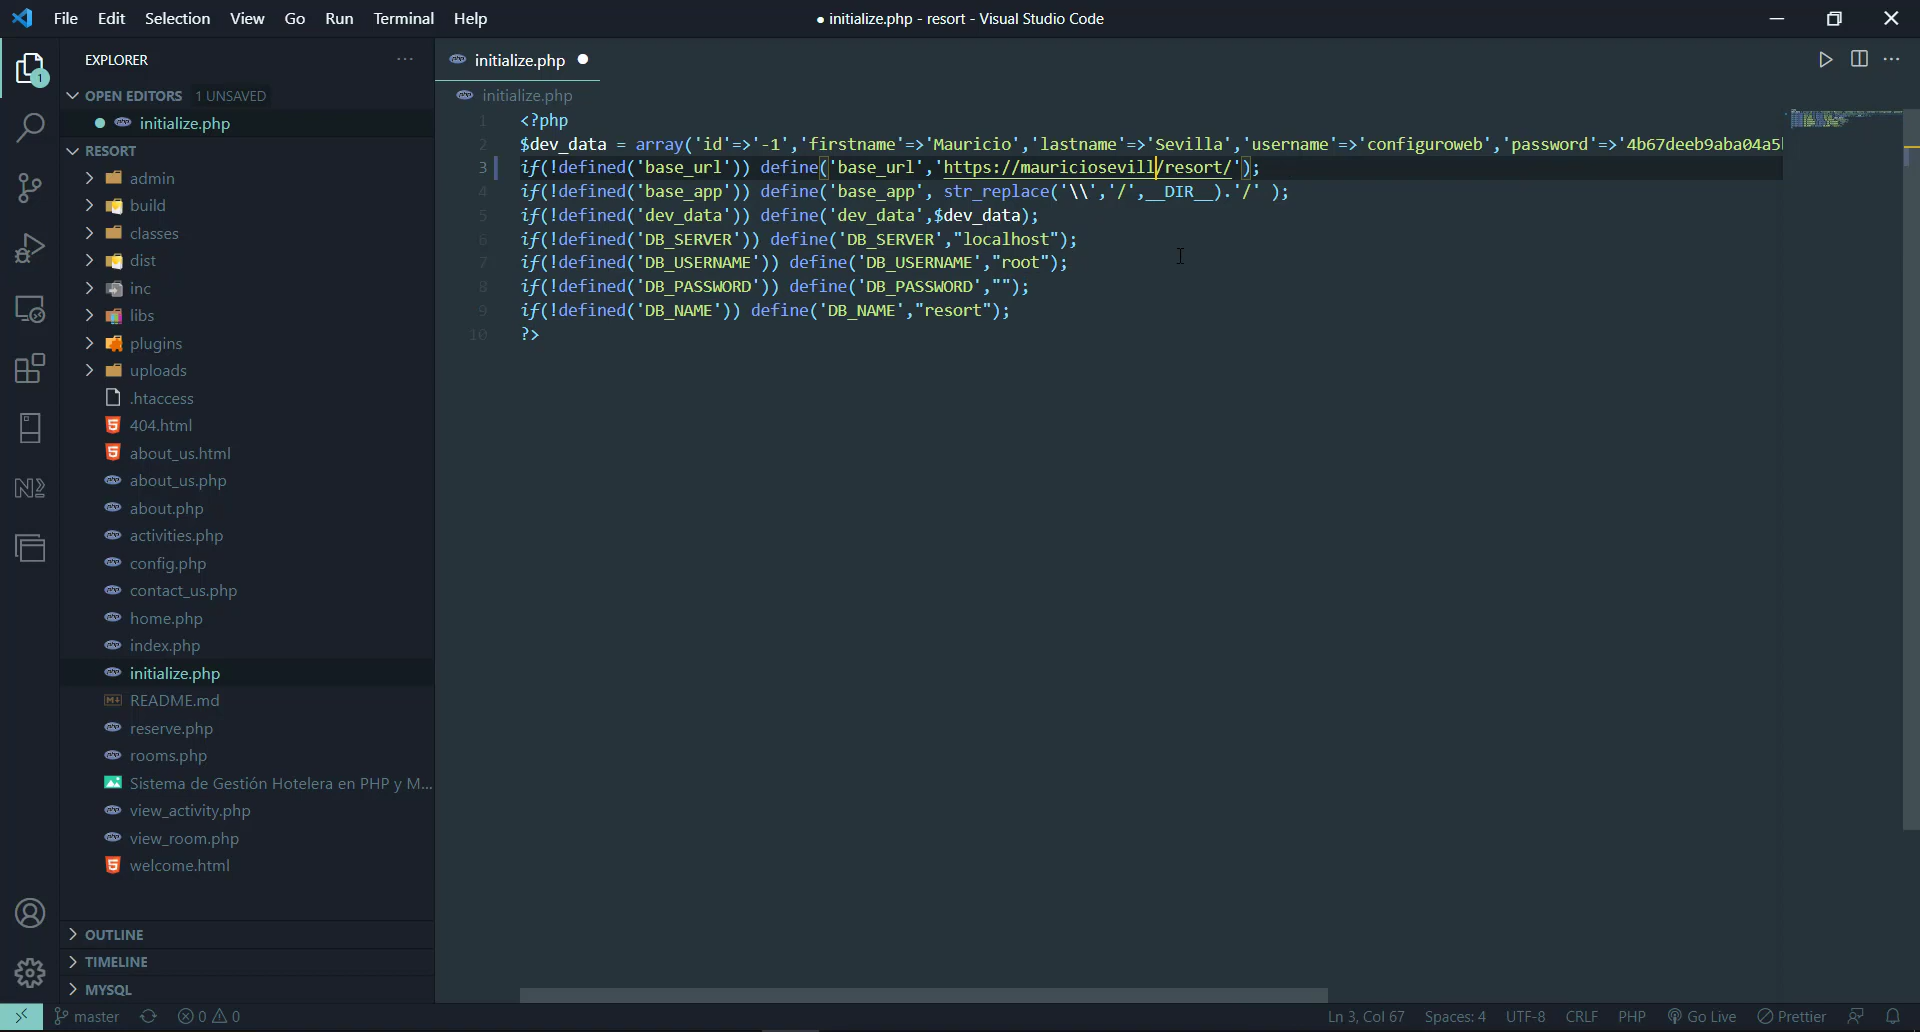 File Edit Selection View Go Run Terminal Help
● initialize.php - resort - Visual Studio Code
EXPLORER
initialize.php
OPEN EDITORS 1 UNSAVED
initialize.php
initialize.php
RESORT
admin
build
classes
dist
inc
libs
plugins
uploads
.htaccess
404.html
about_us.html
about_us.php
about.php
activities.php
config.php
contact_us.php
home.php
index.php
initialize.php
README.md
reserve.php
rooms.php
Sistema de Gestión Hotelera en PHP y M...
view_activity.php
view_room.php
welcome.html
OUTLINE
TIMELINE
MYSQL
1 <?php
2 $dev_data = array('id'=>'-1','firstname'=>'Mauricio','lastname'=>'Sevilla','username'=>'configuroweb','password'=>'4b67deeb9aba04a5
3 if(!defined('base_url')) define('base_url','https://mauriciosevill/resort/');
4 if(!defined('base_app')) define('base_app', str_replace('\\','/',__DIR__).'/' );
5 if(!defined('dev_data')) define('dev_data',$dev_data);
6 if(!defined('DB_SERVER')) define('DB_SERVER',"localhost");
7 if(!defined('DB_USERNAME')) define('DB_USERNAME',"root");
8 if(!defined('DB_PASSWORD')) define('DB_PASSWORD',"");
9 if(!defined('DB_NAME')) define('DB_NAME',"resort");
10 ?>
master 0 0
Ln 3, Col 67 Spaces: 4 UTF-8 CRLF PHP Go Live Prettier